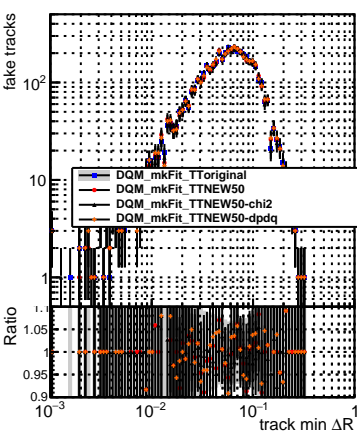 fake tracks
10²
10
1
DQM_mkFit_TToriginal
DQM_mkFit_TTNEW50
DQM_mkFit_TTNEW50-chi2
DQM_mkFit_TTNEW50-dpdq
Ratio
1.1
1.05
1
0.95
0.9
10⁻³ 10⁻² 10⁻¹ 1
track min ΔR